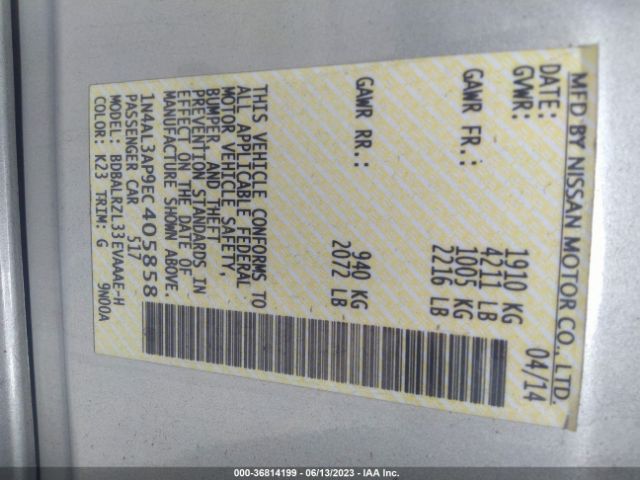 MFD BY NISSAN MOTOR CO., LTD.
DATE: 04/14
GVWR: 1910 KG
4211 LB
GAWR FR.: 1005 KG
2216 LB
GAWR RR.: 940 KG
2072 LB
THIS VEHICLE CONFORMS TO
ALL APPLICABLE FEDERAL
MOTOR VEHICLE SAFETY,
BUMPER, AND THEFT
PREVENTION STANDARDS IN
EFFECT ON THE DATE OF
MANUFACTURE SHOWN ABOVE.
1N4AL3AP9EC405858
PASSENGER CAR 517
MODEL: BDBALRZL33EVAAAE-H
COLOR: K23 TRIM: G 9N00A
000-36814199 - 06/13/2023 - IAA Inc.